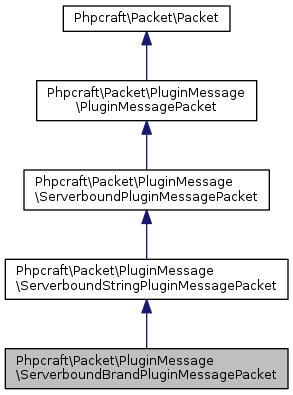 Phpcraft\Packet\Packet
Phpcraft\Packet\PluginMessage
\PluginMessagePacket
Phpcraft\Packet\PluginMessage
\ServerboundPluginMessagePacket
Phpcraft\Packet\PluginMessage
\ServerboundStringPluginMessagePacket
Phpcraft\Packet\PluginMessage
\ServerboundBrandPluginMessagePacket